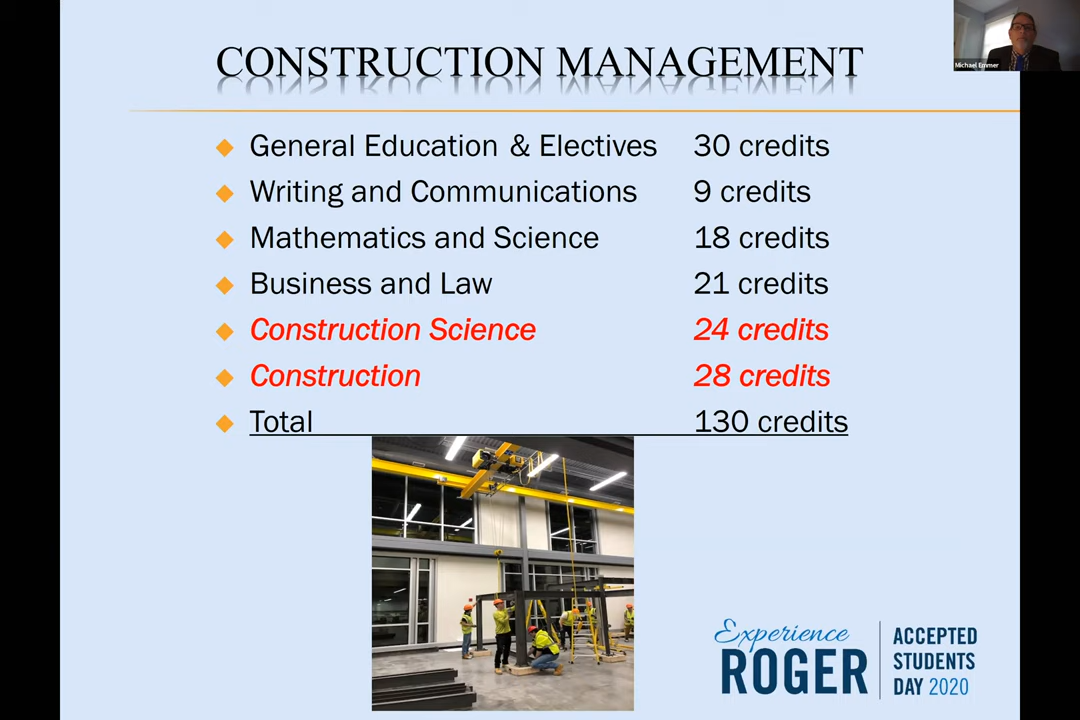 CONSTRUCTION MANAGEMENT
Michael Emmer
General Education & Electives 30 credits
Writing and Communications 9 credits
Mathematics and Science 18 credits
Business and Law 21 credits
Construction Science 24 credits
Construction 28 credits
Total 130 credits
Experience
ROGER
ACCEPTED
STUDENTS
DAY 2020